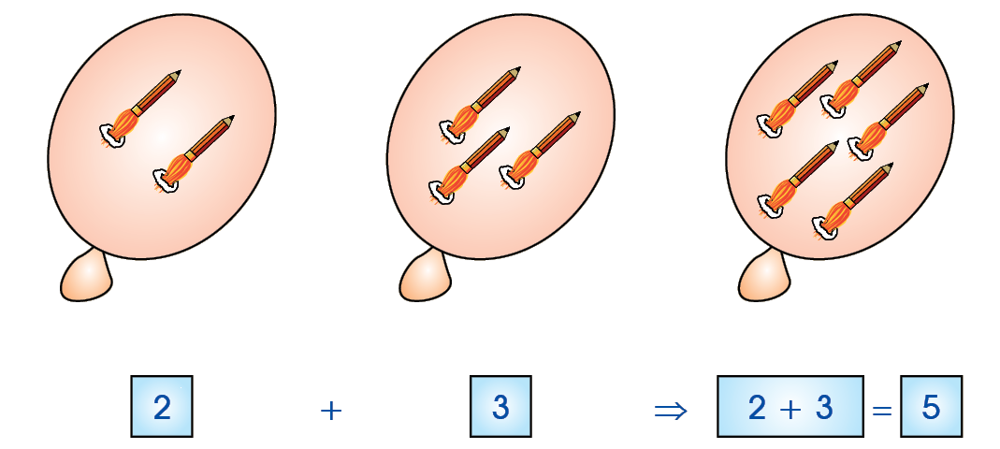 2 + 3 ⇒ 2 + 3 = 5